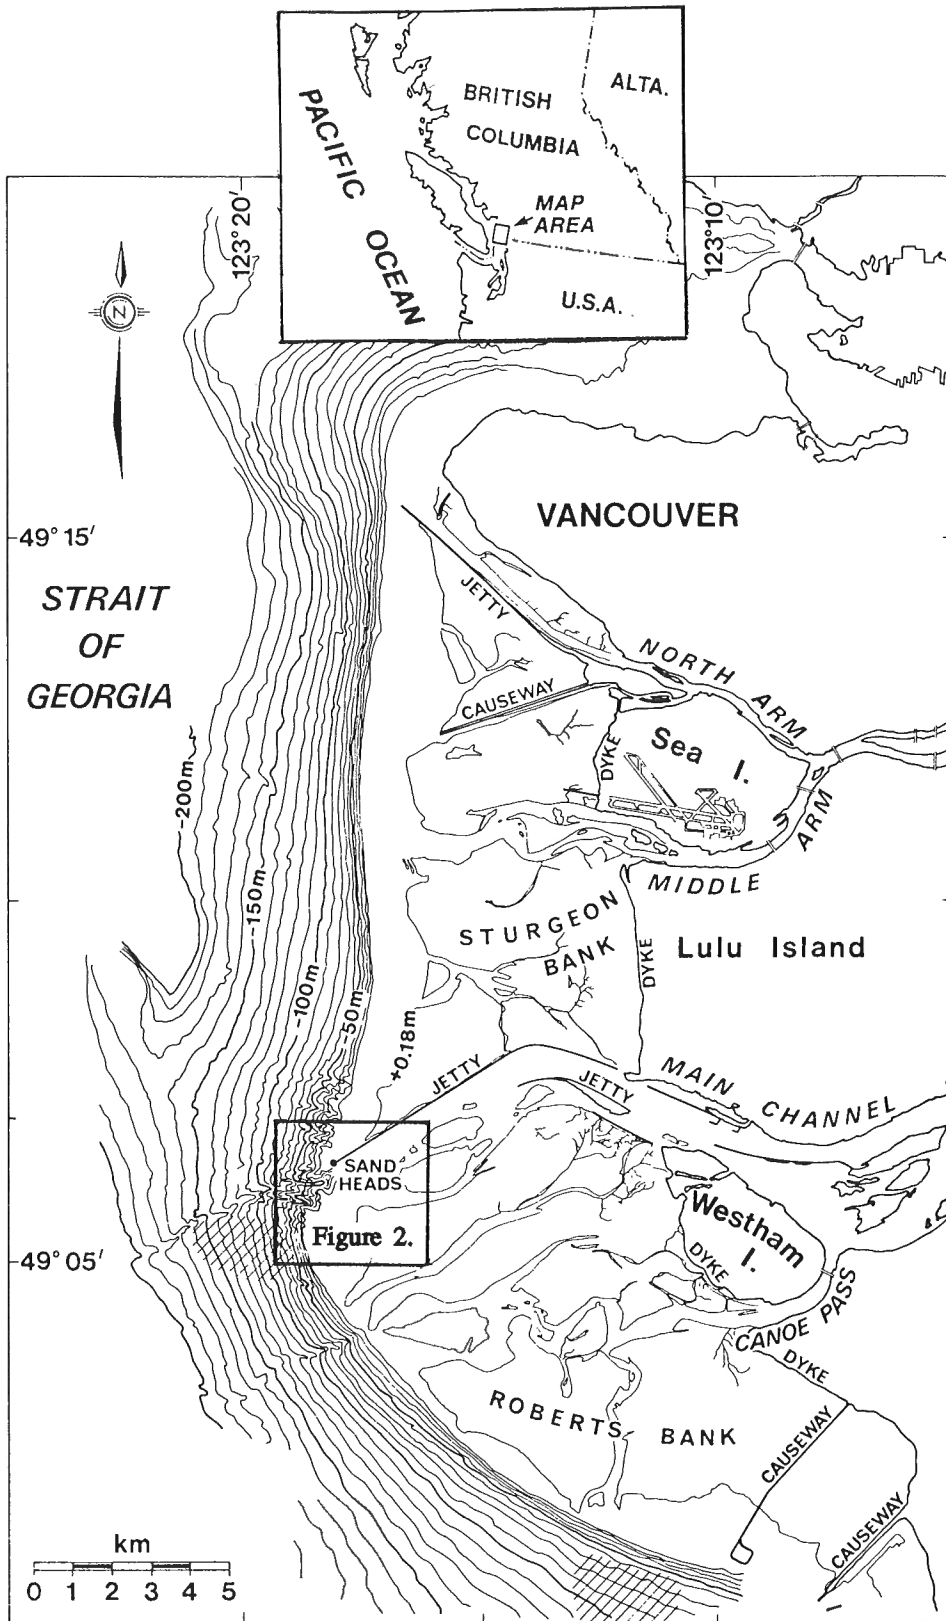 PACIFIC OCEAN
BRITISH
COLUMBIA
ALTA.
MAP
AREA
U.S.A.
123° 20'
123° 10'
N
49° 15'
VANCOUVER
STRAIT
OF
GEORGIA
JETTY
NORTH ARM
CAUSEWAY
Sea
I.
DYKE
-200m
MIDDLE ARM
-150m
STURGEON
BANK
DYKE
Lulu Island
-100m
-50m
+0.18m
JETTY
JETTY
MAIN CHANNEL
SAND
HEADS
Figure 2.
Westham
I.
DYKE
49° 05'
CANOE PASS
DYKE
ROBERTS BANK
CAUSEWAY
CAUSEWAY
km
0 1 2 3 4 5